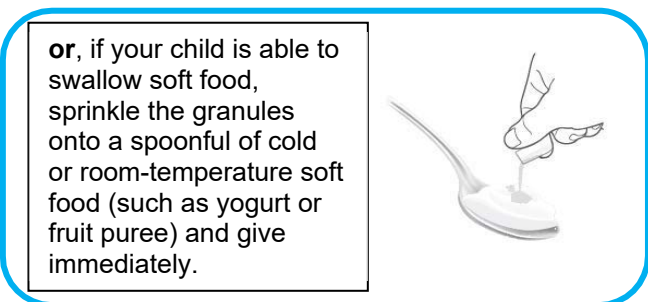 or, if your child is able to
swallow soft food,
sprinkle the granules
onto a spoonful of cold
or room-temperature soft
food (such as yogurt or
fruit puree) and give
immediately.